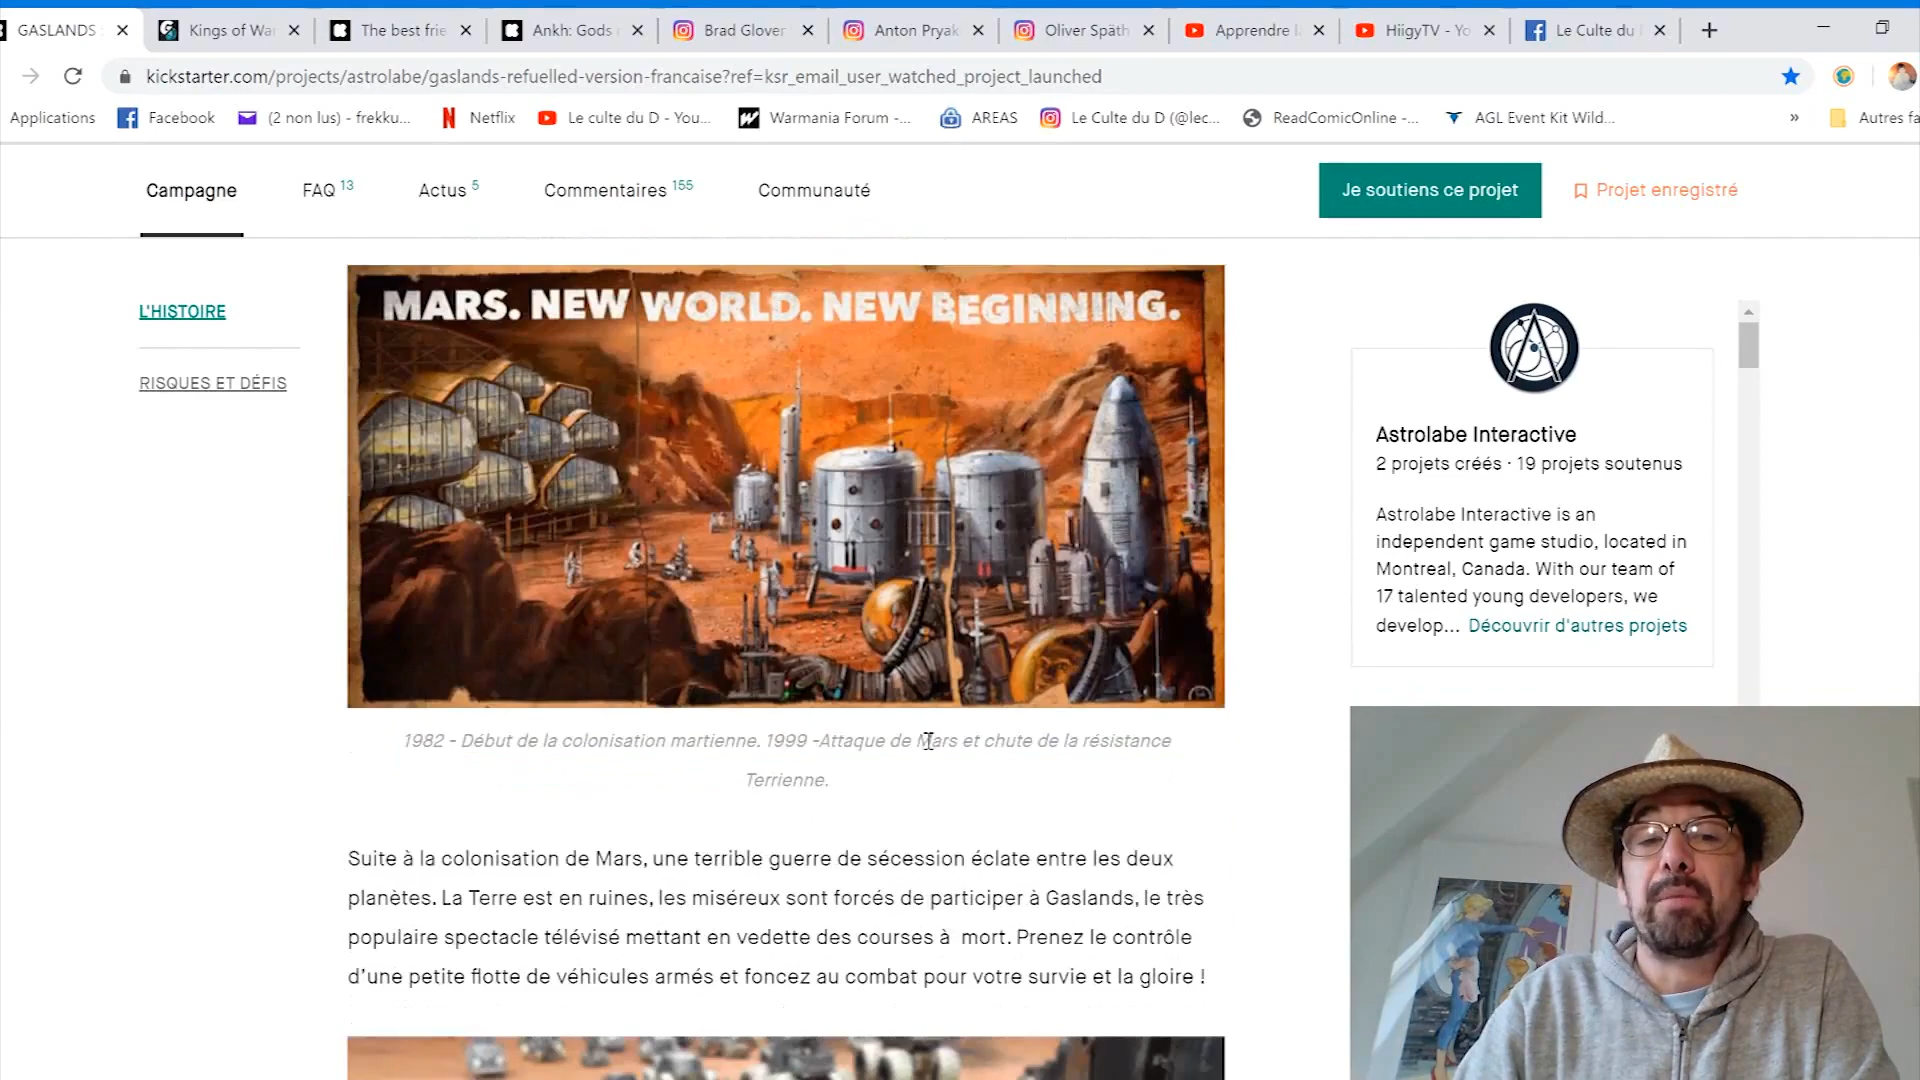 GASLANDS
Kings of War
The best frie
Ankh: Gods
Brad Glover
Anton Pryak
Oliver Späth
Apprendre l
HiigyTV - Yo
Le Culte du
kickstarter.com/projects/astrolabe/gaslands-refuelled-version-francaise?ref=ksr_email_user_watched_project_launched
Applications
Facebook
(2 non lus) - frekku...
Netflix
Le culte du D - You...
Warmania Forum -...
AREAS
Le Culte du D (@lec...
ReadComicOnline -...
AGL Event Kit Wild...
»
Autres fa
Campagne
FAQ 13
Actus 5
Commentaires 155
Communauté
Je soutiens ce projet
Projet enregistré
L'HISTOIRE
RISQUES ET DÉFIS
MARS. NEW WORLD. NEW BEGINNING.
1982 - Début de la colonisation martienne. 1999 -Attaque de Mars et chute de la résistance
Terrienne.
Suite à la colonisation de Mars, une terrible guerre de sécession éclate entre les deux
planètes. La Terre est en ruines, les miséreux sont forcés de participer à Gaslands, le très
populaire spectacle télévisé mettant en vedette des courses à mort. Prenez le contrôle
d'une petite flotte de véhicules armés et foncez au combat pour votre survie et la gloire !
Astrolabe Interactive
2 projets créés · 19 projets soutenus
Astrolabe Interactive is an
independent game studio, located in
Montreal, Canada. With our team of
17 talented young developers, we
develop... Découvrir d'autres projets